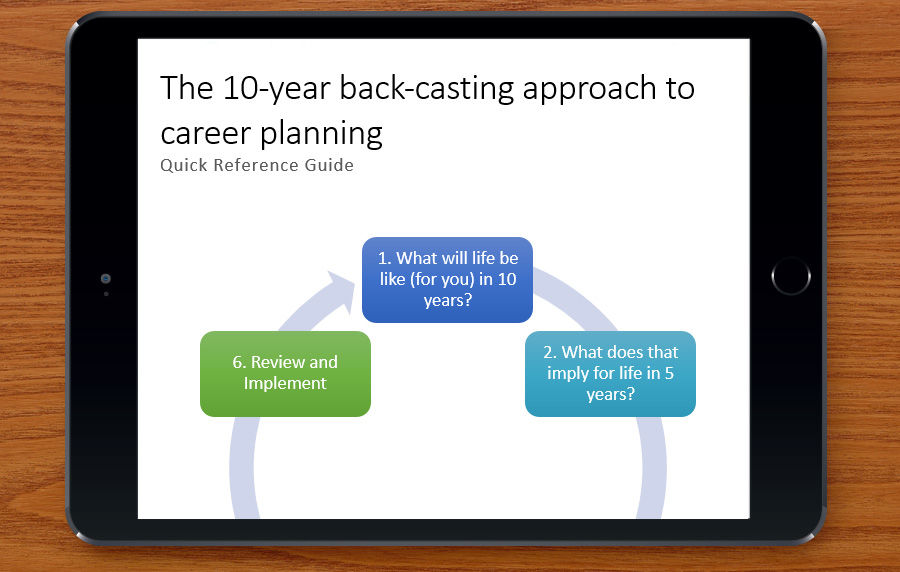 The 10-year back-casting approach to
career planning
Quick Reference Guide
1. What will life be
like (for you) in 10
years?
2. What does that
imply for life in 5
years?
6. Review and
Implement